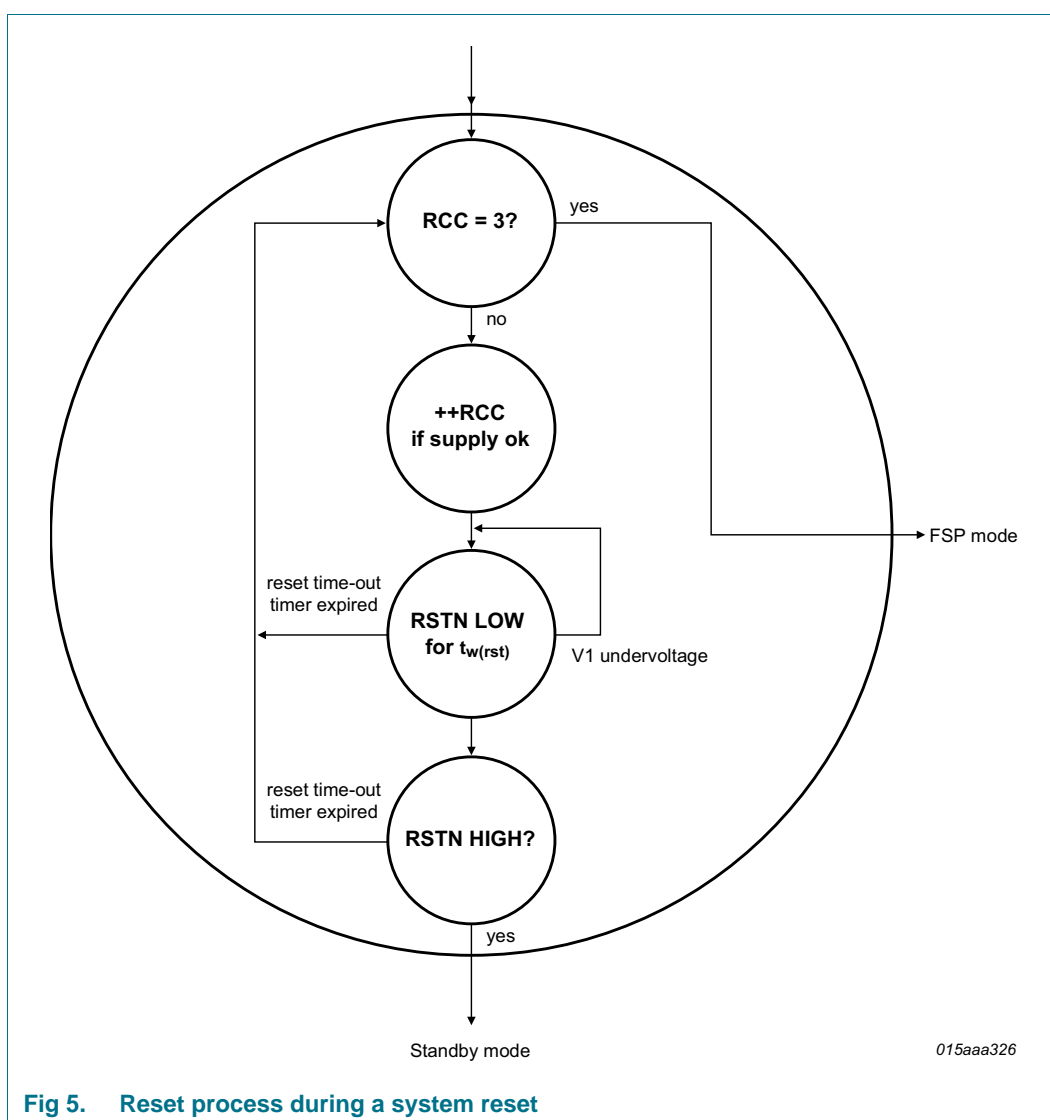 RCC = 3?
yes
no
++RCC
if supply ok
FSP mode
reset time-out
timer expired
RSTN LOW
for tw(rst)
V1 undervoltage
reset time-out
timer expired
RSTN HIGH?
yes
Standby mode
015aaa326
Fig 5. Reset process during a system reset